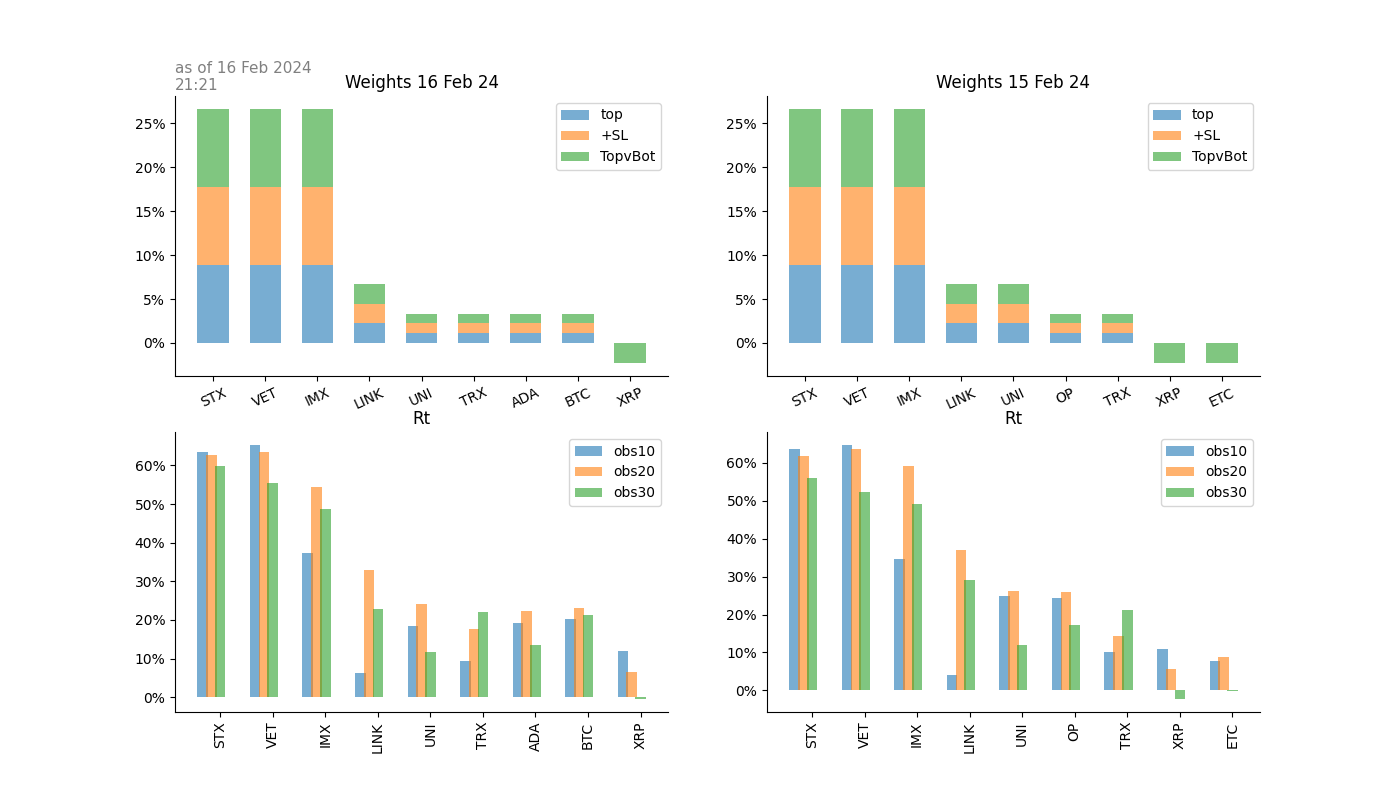 as of 16 Feb 2024
21:21
Weights 16 Feb 24
25%
20%
15%
10%
5%
0%
top
+SL
TopvBot
STX
VET
IMX
LINK
UNI
TRX
ADA
BTC
XRP
Weights 15 Feb 24
25%
20%
15%
10%
5%
0%
top
+SL
TopvBot
STX
VET
IMX
LINK
UNI
OP
TRX
XRP
ETC
Rt
60%
50%
40%
30%
20%
10%
0%
obs10
obs20
obs30
STX
VET
IMX
LINK
UNI
TRX
ADA
BTC
XRP
Rt
60%
50%
40%
30%
20%
10%
0%
obs10
obs20
obs30
STX
VET
IMX
LINK
UNI
OP
TRX
XRP
ETC